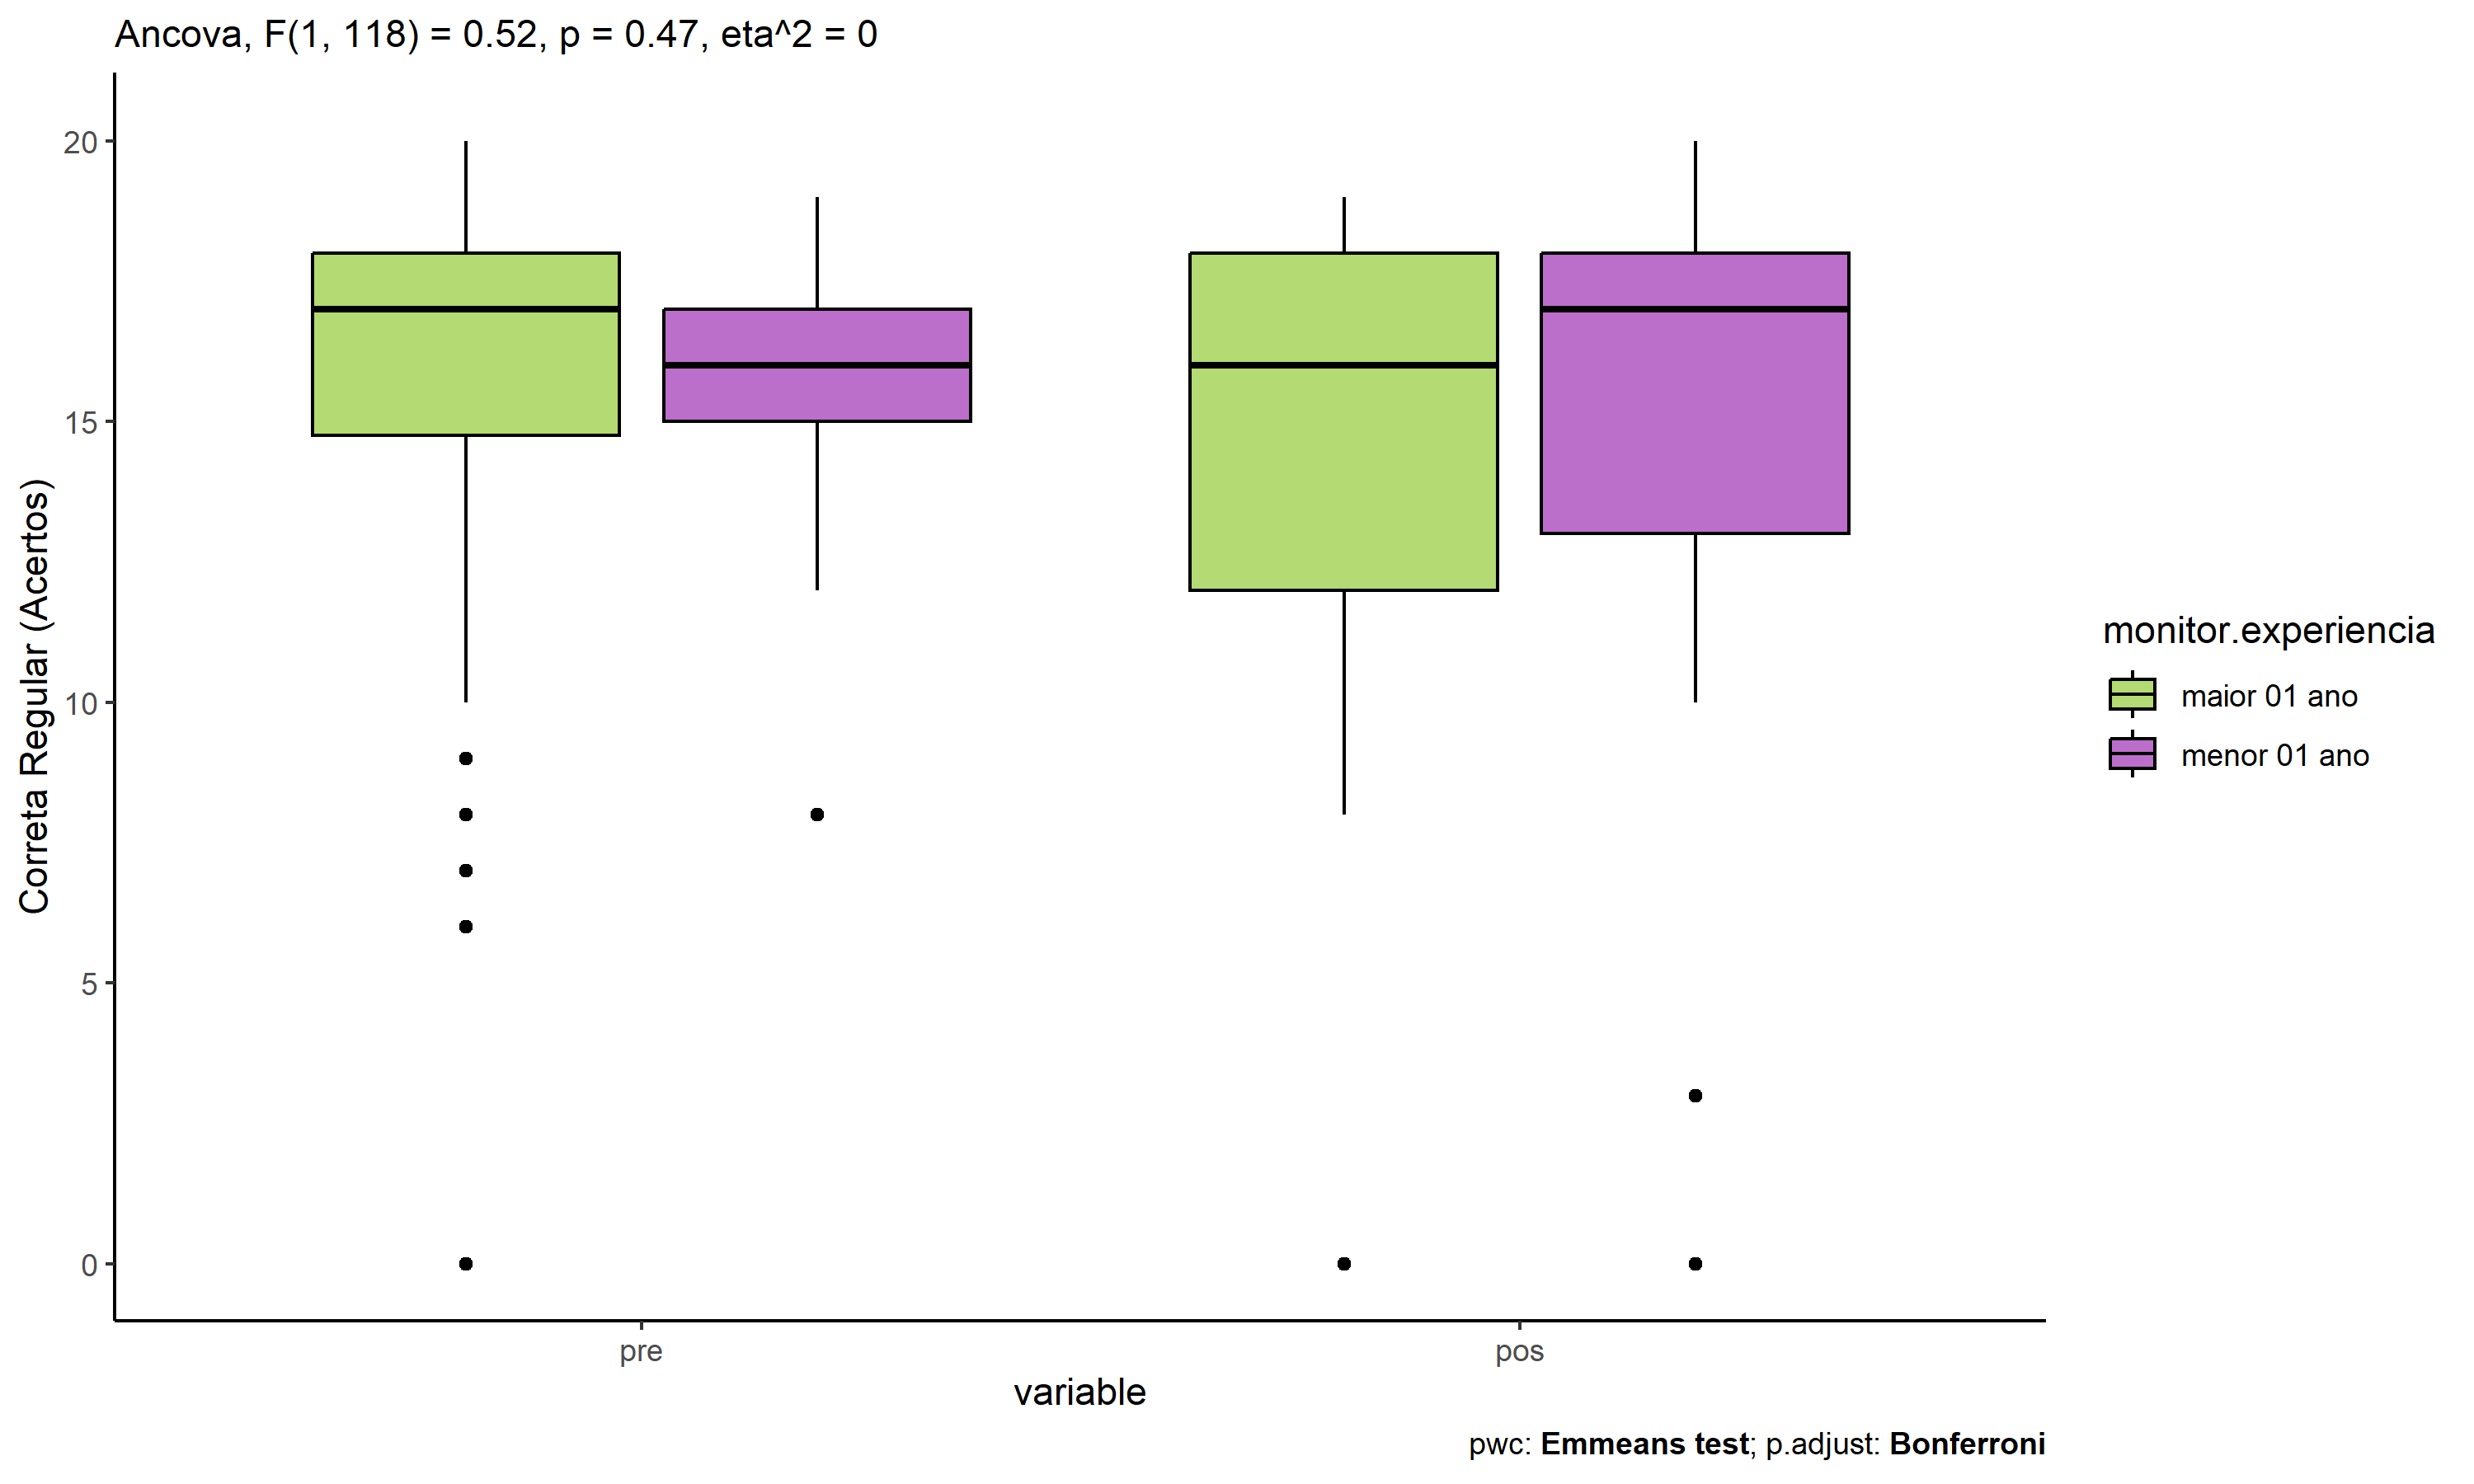 Ancova, F(1, 118) = 0.52, p = 0.47, eta^2 = 0
Correta Regular (Acertos)
20
15
10
5
0
pre
pos
variable
monitor.experiencia
maior 01 ano
menor 01 ano
pwc: Emmeans test; p.adjust: Bonferroni